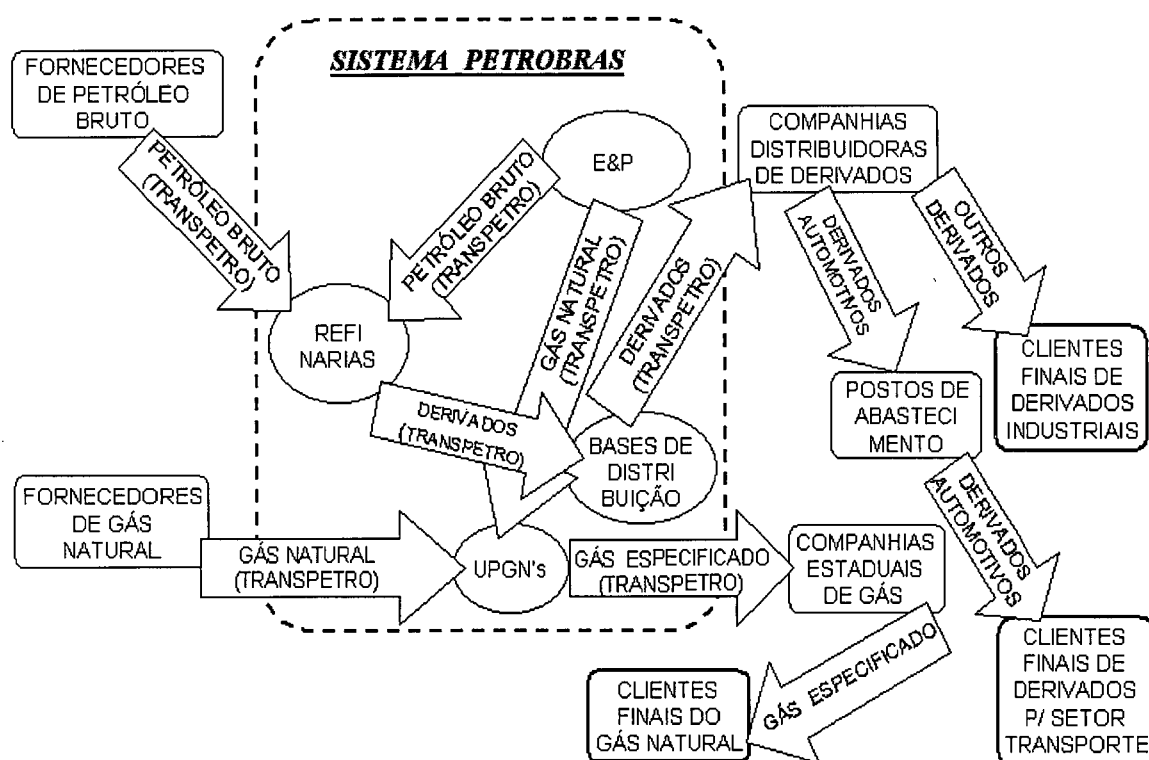 SISTEMA PETROBRAS
FORNECEDORES
DE PETRÓLEO
BRUTO
PETRÓLEO BRUTO
(TRANSPETRO)
E&P
PETRÓLEO BRUTO
(TRANSPETRO)
COMPANHIAS
DISTRIBUIDORAS
DE DERIVADOS
GÁS NATURAL
(TRANSPETRO)
DERIVADOS
(TRANSPETRO)
DERIVADOS
AUTOMOTIVOS
OUTROS
DERIVADOS
REFI
NARIAS
DERIVADOS
(TRANSPETRO)
BASES DE
DISTRI
BUIÇÃO
POSTOS DE
ABASTECI
MENTO
CLIENTES
FINAIS DE
DERIVADOS
INDUSTRIAIS
FORNECEDORES
DE GÁS
NATURAL
GÁS NATURAL
(TRANSPETRO)
UPGN's
GÁS ESPECIFICADO
(TRANSPETRO)
COMPANHIAS
ESTADUAIS
DE GÁS
DERIVADOS
AUTOMOTIVOS
GÁS ESPECIFICADO
CLIENTES
FINAIS DO
GÁS NATURAL
CLIENTES
FINAIS DE
DERIVADOS
P/ SETOR
TRANSPORTE